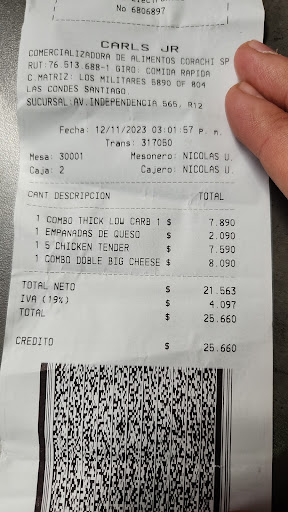 No 6806897
CARLS JR
COMERCIALIZADORA DE ALIMENTOS CORACHI SP
RUT:76.513.688-1 GIRO: COMIDA RAPIDA
C.MATRIZ: LOS MILITARES 5890 OF 804
LAS CONDES SANTIAGO
SUCURSAL:AV.INDEPENDENCIA 565, 812
Fecha: 12/11/2023 03:01:57 p. m.
Trans: 317050
Mesa: 30001 Mesonero: NICOLAS U.
Caja: 2 Cajero: NICOLAS U.
CANT DESCRIPCION TOTAL
1 COMBO THICK LOW CARB 1 $ 7.890
1 EMPANADAS DE QUESO $ 2.090
1 5 CHICKEN TENDER $ 7.590
1 COMBO DOBLE BIG CHEESE $ 8.090
TOTAL NETO $ 21.563
IVA (19%) $ 4.097
TOTAL $ 25.660
CREDITO $ 25.660